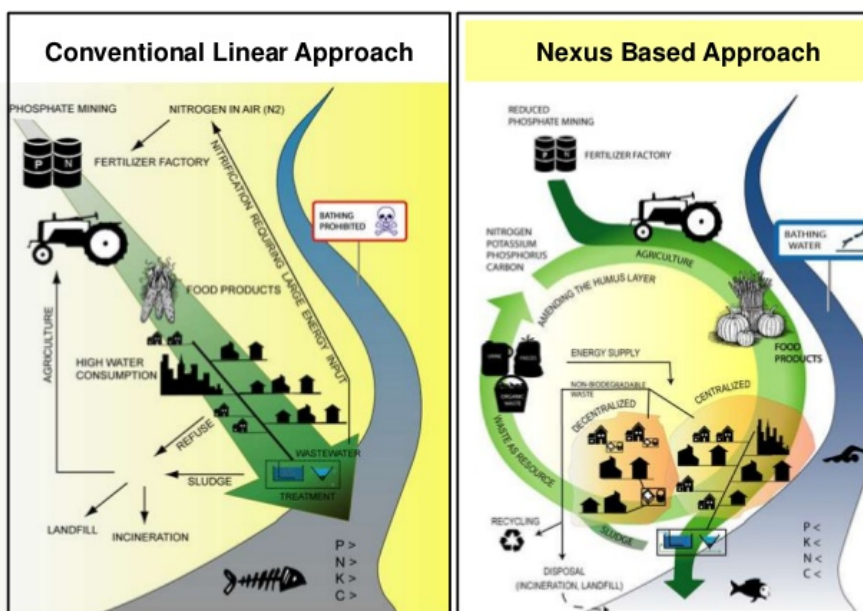 Conventional Linear Approach
PHOSPHATE MINING
NITROGEN IN AIR (N2)
P N
FERTILIZER FACTORY
NITRIFICATION REQUIRING LARGE ENERGY INPUT
BATHING
PROHIBITED
FOOD PRODUCTS
AGRICULTURE
HIGH WATER
CONSUMPTION
REFUSE
WASTEWATER
SLUDGE
TREATMENT
LANDFILL
INCINERATION
P >
N >
K >
C >
Nexus Based Approach
REDUCED
PHOSPHATE MINING
P N
FERTILIZER FACTORY
NITROGEN
POTASSIUM
PHOSPHORUS
CARBON
AGRICULTURE
BATHING
WATER
AMENDING THE HUMUS LAYER
FOOD
PRODUCTS
URINE
FAECES
ORGANIC
WASTE
ENERGY SUPPLY
NON-BIODEGRADABLE
WASTE
DECENTRALIZED
CENTRALIZED
WASTE AS RESOURCE
RECYCLING
SLUDGE
DISPOSAL
(INCINERATION, LANDFILL)
P <
K <
N <
C <